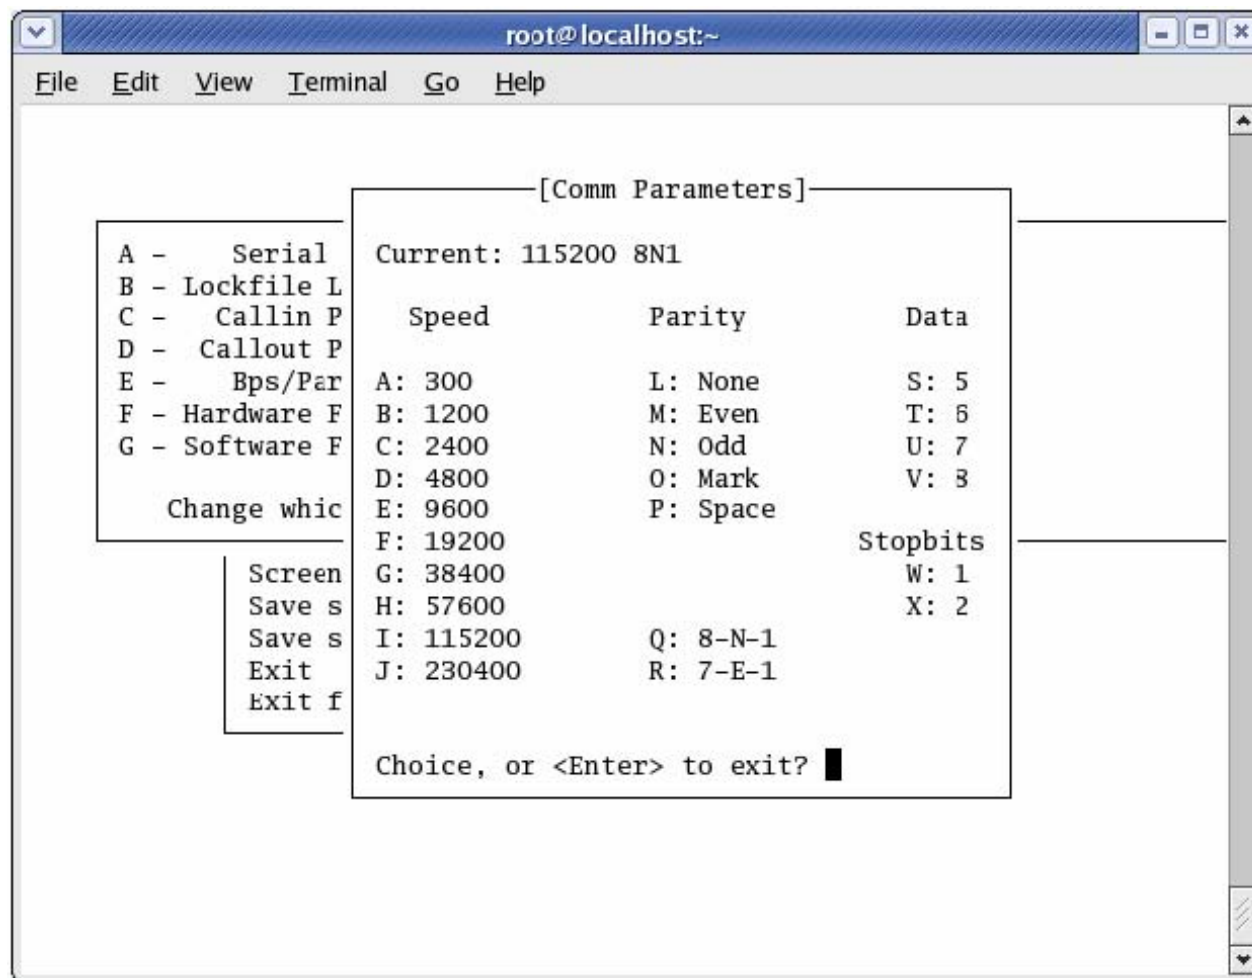 root@localhost:~
File Edit View Terminal Go Help
[Comm Parameters]
A - Serial
B - Lockfile L
C - Callin P
D - Callout P
E - Bps/Par
F - Hardware F
G - Software F
Change whic
Screen
Save s
Save s
Exit
Exit f
Current: 115200 8N1
Speed Parity Data
A: 300 L: None S: 5
B: 1200 M: Even T: 6
C: 2400 N: Odd U: 7
D: 4800 O: Mark V: 8
E: 9600 P: Space
F: 19200 Stopbits
G: 38400 W: 1
H: 57600 X: 2
I: 115200 Q: 8-N-1
J: 230400 R: 7-E-1
Choice, or <Enter> to exit?